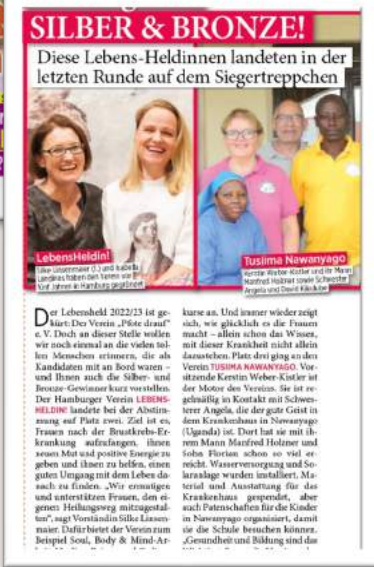 SILBER & BRONZE!
Diese Lebens-Heldinnen landeten in der
letzten Runde auf dem Siegertreppchen
LebensHeldin!
Silke Linsenmaier (l.) und Isabella
Landines haben den Verein vor
fünf Jahren in Hamburg gegründet
Tusiima Nawanyago
Kerstin Weber-Kistler und ihr Mann
Manfred Holzner sowie Schwester
Angela und David
Der Lebensheld 2022/23 ist ge-
kürt: Der Verein „Pfote drauf“
e. V. Doch an dieser Stelle wollen
wir noch einmal an die vielen tol-
len Menschen erinnern, die als
Kandidaten mit an Bord waren –
und Ihnen auch die Silber- und
Bronze-Gewinner kurz vorstellen.
Der Hamburger Verein LEBENS-
HELDIN! landete bei der Abstim-
mung auf Platz zwei. Ziel ist es,
Frauen nach der Brustkrebs-Er-
krankung aufzufangen, ihnen
neuen Mut und positive Energie zu
geben und ihnen zu helfen, einen
guten Umgang mit dem Leben da-
nach zu finden. „Wir ermutigen
und unterstützen Frauen, den ei-
genen Heilungsweg mitzugestal-
ten“, sagt Vorständin Silke Linsen-
maier. Dafür bietet der Verein zum
Beispiel Soul, Body & Mind-Ar-
kurse an. Und immer wieder zeigt
sich, wie glücklich es die Frauen
macht – allein schon das Wissen,
mit dieser Krankheit nicht allein
dazustehen. Platz drei ging an den
Verein TUSIIMA NAWANYAGO. Vor-
sitzende Kerstin Weber-Kistler ist
der Motor des Vereins. Sie ist re-
gelmäßig in Kontakt mit Schwes-
ter Angela, die der gute Geist in
dem Krankenhaus in Nawanyago
(Uganda) ist. Dort hat sie mit ih-
rem Mann Manfred Holzner und
Sohn Florian schon so viel er-
reicht. Wasserversorgung und So-
laranlage wurden installiert, Ma-
terial und Ausstattung für das
Krankenhaus gespendet, aber
auch Patenschaften für die Kinder
in Nawanyago organisiert, damit
sie die Schule besuchen können.
„Gesundheit und Bildung sind das